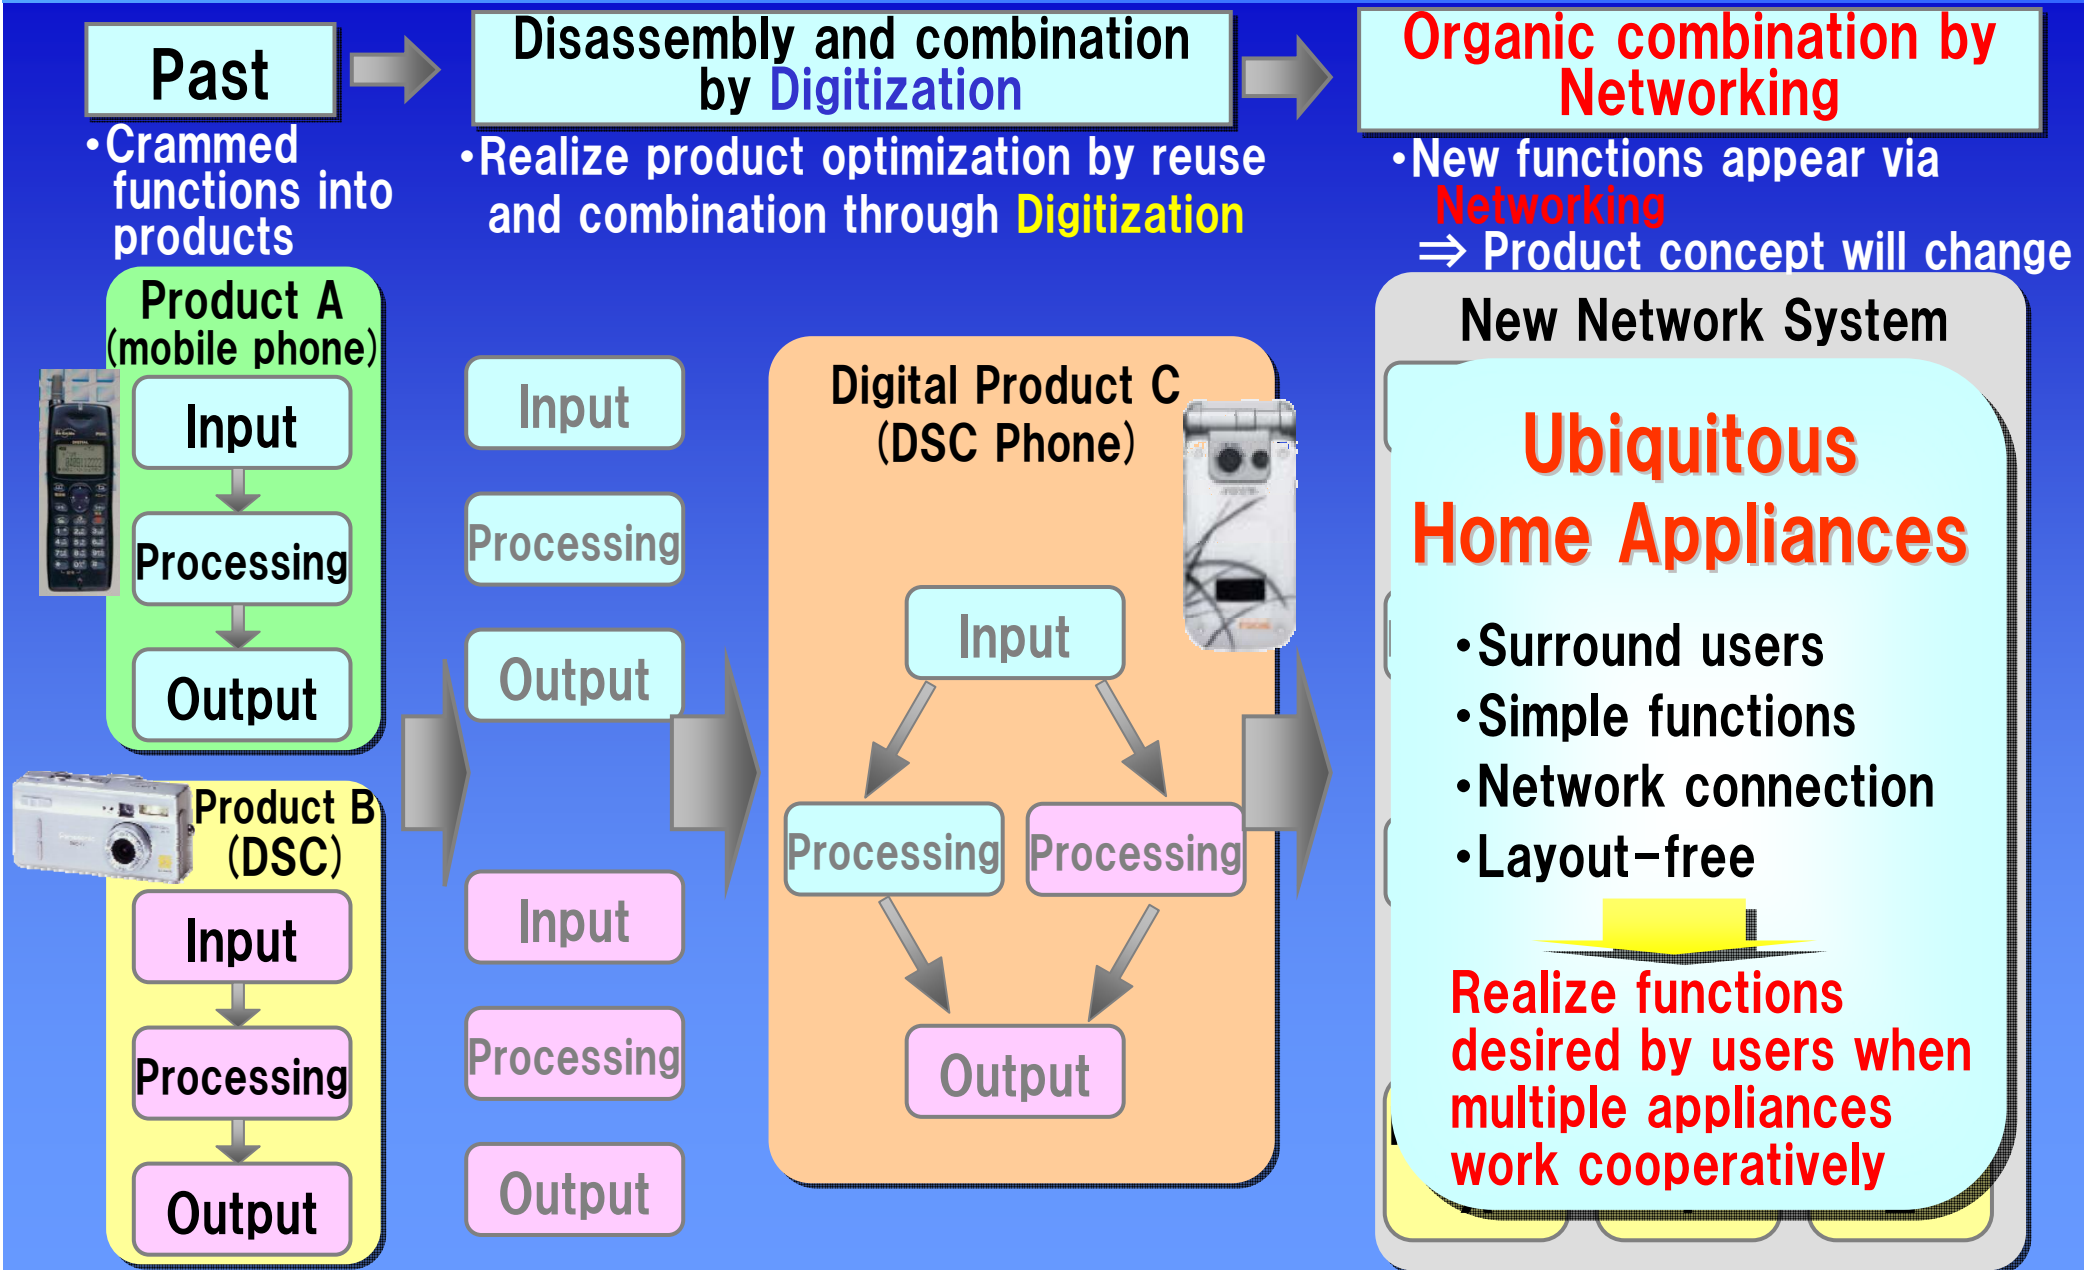 Past
Disassembly and combination
by Digitization
Organic combination by
Networking
・Crammed
functions into
products
・Realize product optimization by reuse
and combination through Digitization
・New functions appear via
Networking
⇒ Product concept will change
Product A
(mobile phone)
Input
Processing
Output
Product B
(DSC)
Input
Processing
Output
Input
Processing
Output
Input
Processing
Output
Digital Product C
(DSC Phone)
Input
Processing
Processing
Output
New Network System
Ubiquitous
Home Appliances
・Surround users
・Simple functions
・Network connection
・Layout-free
Realize functions
desired by users when
multiple appliances
work cooperatively